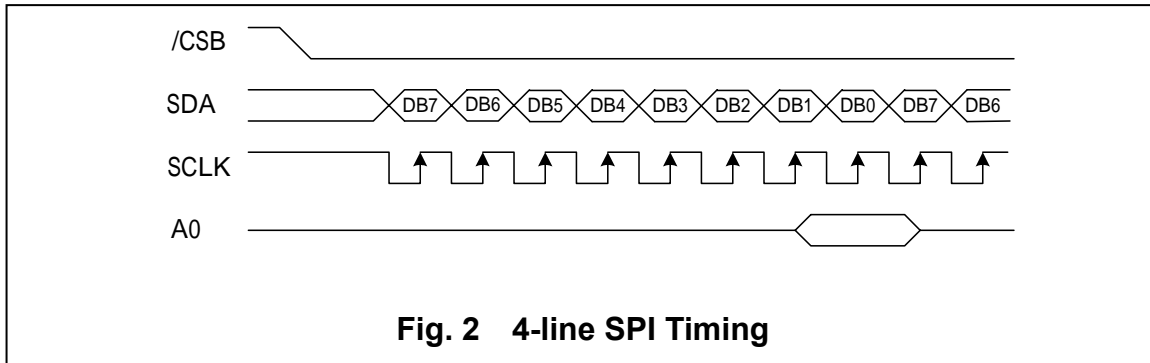 /CSB
SDA DB7 DB6 DB5 DB4 DB3 DB2 DB1 DB0 DB7 DB6
SCLK
A0
Fig. 2 4-line SPI Timing